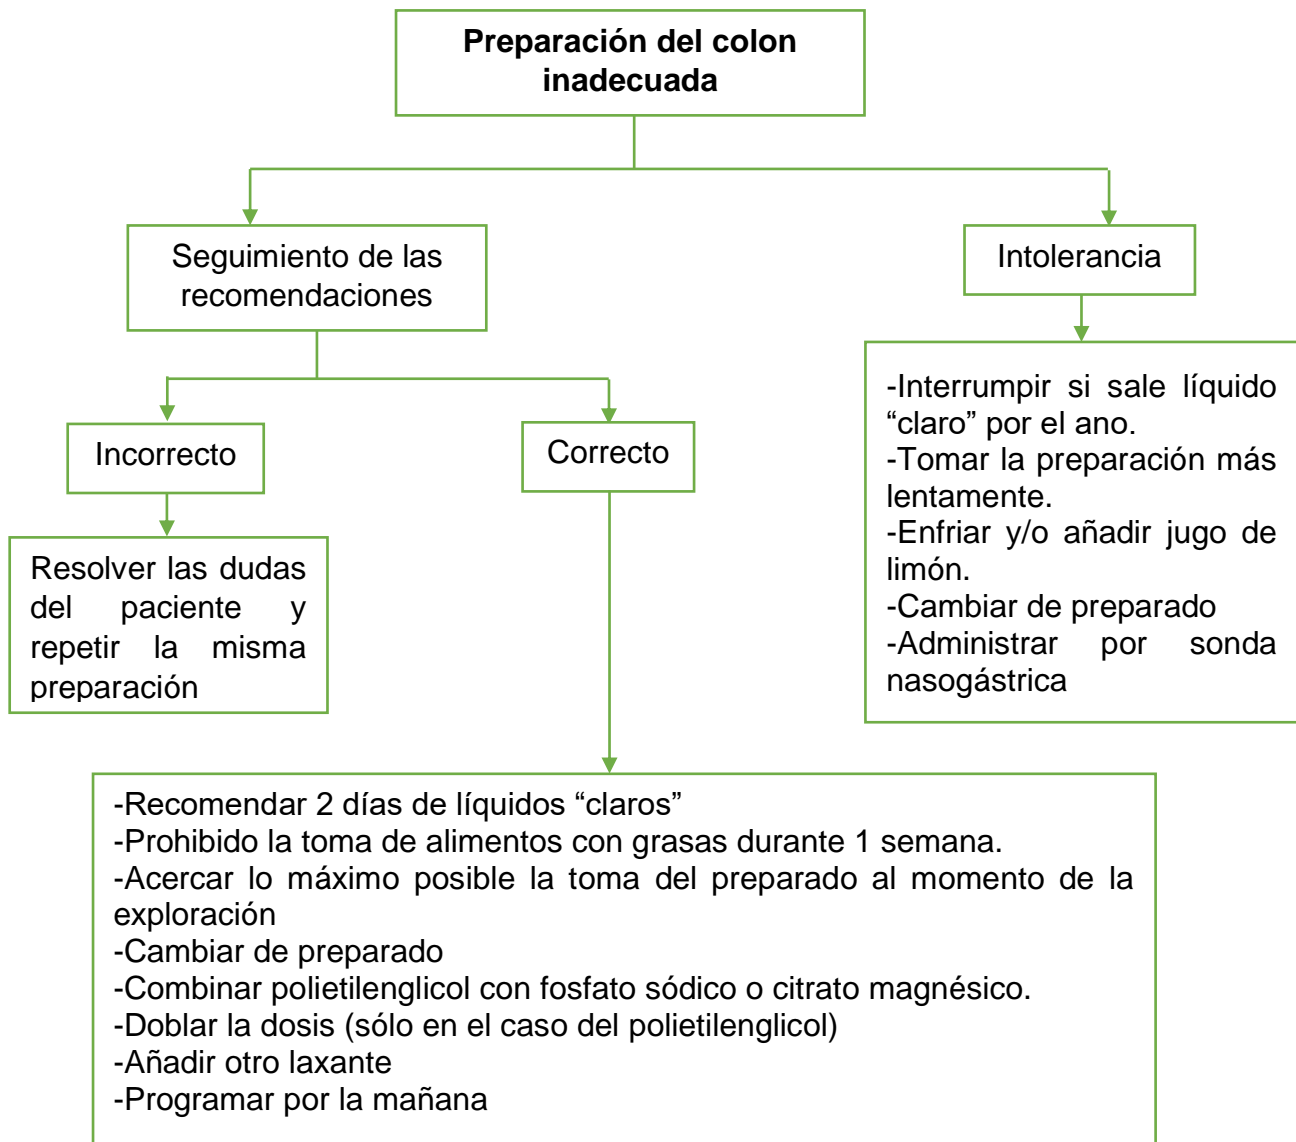 Preparación del colon
inadecuada
Seguimiento de las
recomendaciones
Intolerancia
Incorrecto
Correcto
-Interrumpir si sale líquido
“claro” por el ano.
-Tomar la preparación más
lentamente.
-Enfriar y/o añadir jugo de
limón.
-Cambiar de preparado
-Administrar por sonda
nasogástrica
Resolver las dudas
del paciente y
repetir la misma
preparación
-Recomendar 2 días de líquidos “claros”
-Prohibido la toma de alimentos con grasas durante 1 semana.
-Acercar lo máximo posible la toma del preparado al momento de la
exploración
-Cambiar de preparado
-Combinar polietilenglicol con fosfato sódico o citrato magnésico.
-Doblar la dosis (sólo en el caso del polietilenglicol)
-Añadir otro laxante
-Programar por la mañana